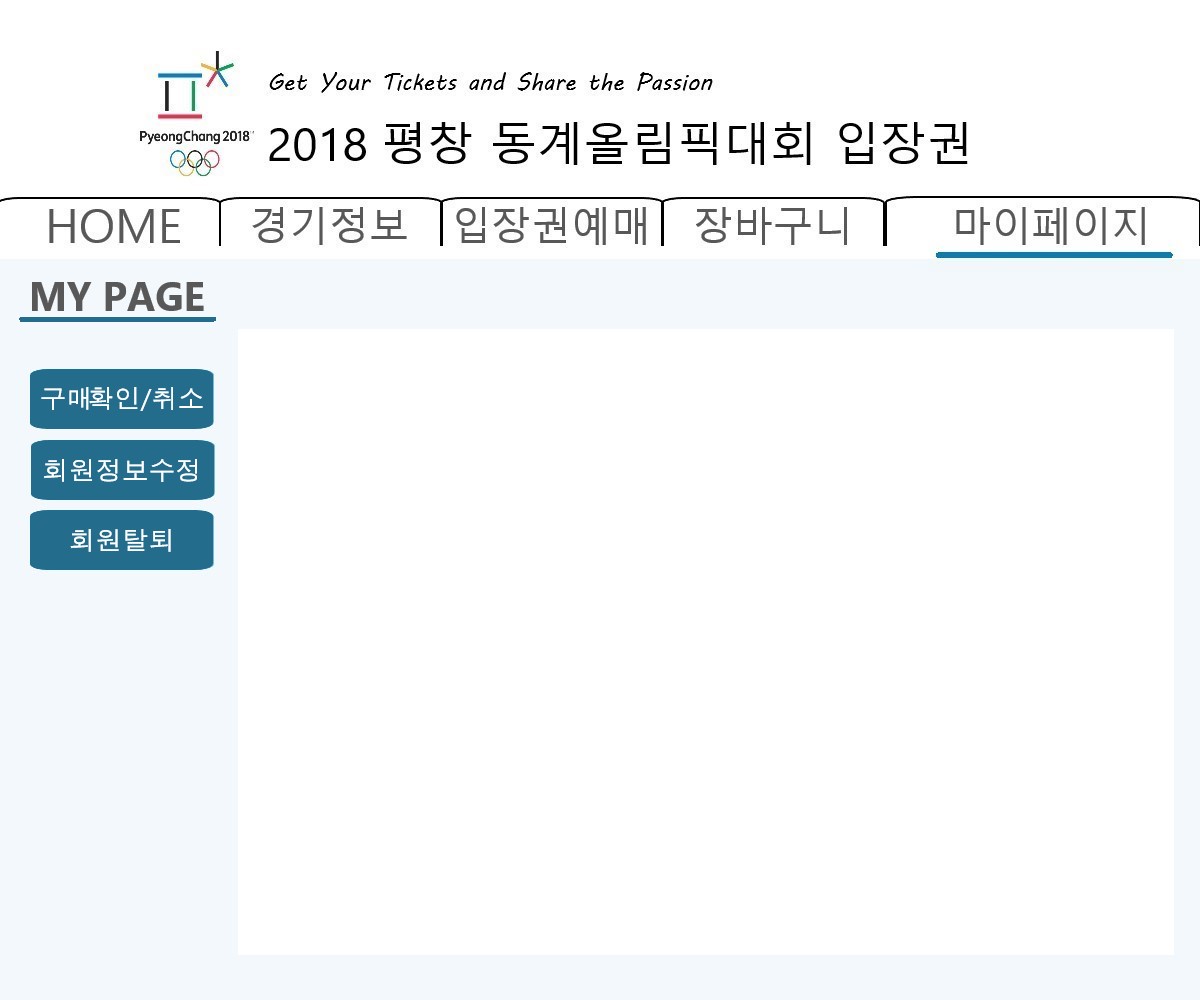 Get Your Tickets and Share the Passion
PyeongChang 2018
2018 평창 동계올림픽대회 입장권
HOME 경기정보 입장권예매 장바구니 마이페이지
MY PAGE
구매확인/취소
회원정보수정
회원탈퇴